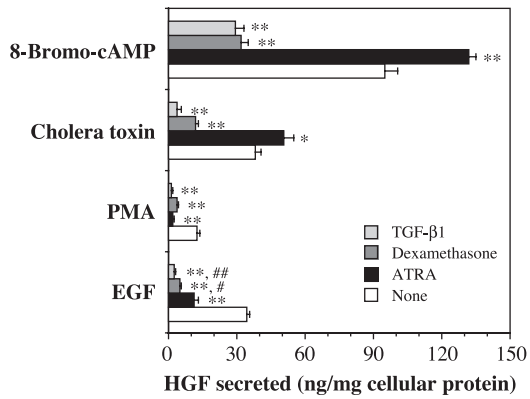 8-Bromo-cAMP
**
**
**
Cholera toxin
**
**
*
PMA
**
**
**
EGF
**, ##
**, #
**
TGF-β1
Dexamethasone
ATRA
None
0 30 60 90 120 150
HGF secreted (ng/mg cellular protein)